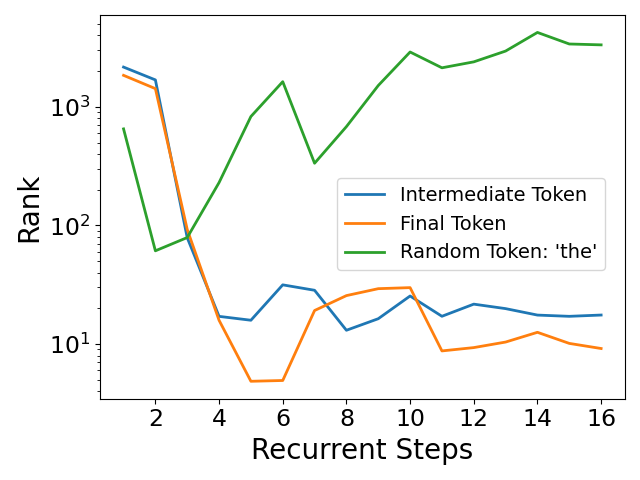 Rank
10³
10²
10¹
Intermediate Token
Final Token
Random Token: 'the'
2 4 6 8 10 12 14 16
Recurrent Steps